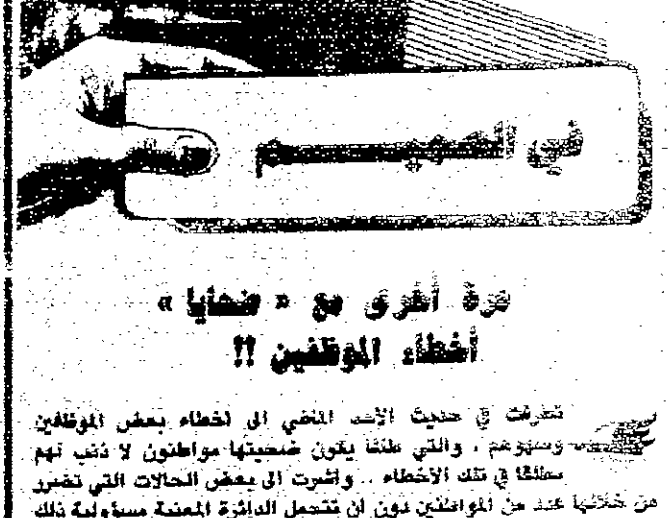 في الصميم
مرة أخرى مع « ضحايا »
أخطاء الموظفين !!
تعرضت في حديث الأحد الماضي الى اخطاء بعض الموظفين
وسهوهم ، والتي طالما يكون ضحيتها مواطنون لا ذنب لهم
مطلقا في تلك الاخطاء .. واشرت الى بعض الحالات التي تضرر
من خلالها عدد من المواطنين دون ان تتحمل الدائرة المعنية مسؤولية ذلك